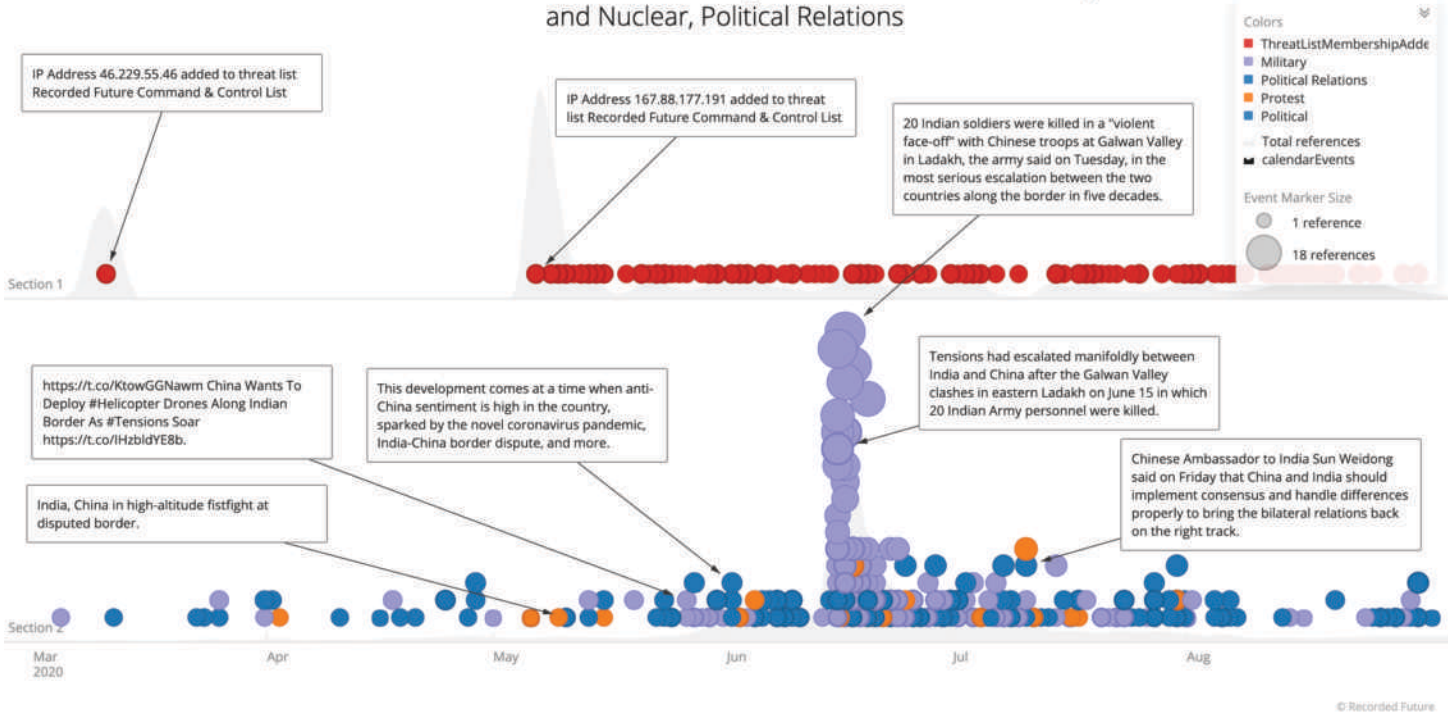 and Nuclear, Political Relations
Colors
ThreatListMembershipAdde
Military
Political Relations
Protest
Political
Total references
calendarEvents
Event Marker Size
1 reference
18 references
IP Address 46.229.55.46 added to threat list
Recorded Future Command & Control List
IP Address 167.88.177.191 added to threat
list Recorded Future Command & Control List
20 Indian soldiers were killed in a "violent
face-off" with Chinese troops at Galwan Valley
in Ladakh, the army said on Tuesday, in the
most serious escalation between the two
countries along the border in five decades.
Section 1
https://t.co/KtowGGNawm China Wants To
Deploy #Helicopter Drones Along Indian
Border As #Tensions Soar
https://t.co/lHzbldYE8b.
This development comes at a time when anti-
China sentiment is high in the country,
sparked by the novel coronavirus pandemic,
India-China border dispute, and more.
Tensions had escalated manifoldly between
India and China after the Galwan Valley
clashes in eastern Ladakh on June 15 in which
20 Indian Army personnel were killed.
Chinese Ambassador to India Sun Weidong
said on Friday that China and India should
implement consensus and handle differences
properly to bring the bilateral relations back
on the right track.
India, China in high-altitude fistfight at
disputed border.
Section 2
Mar
2020
Apr
May
Jun
Jul
Aug
© Recorded Future